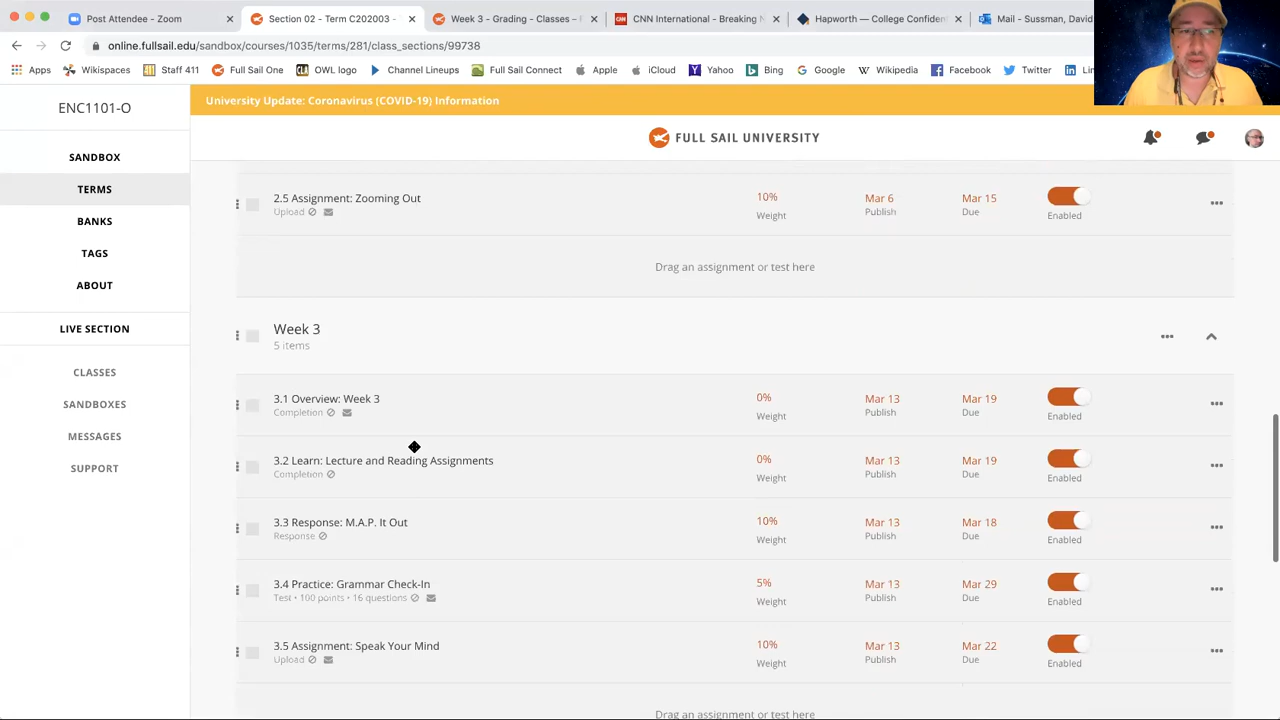 Post Attendee - Zoom
Section 02 - Term C202003 -
Week 3 - Grading - Classes -
CNN International - Breaking N
Hapworth — College Confident
Mail - Sussman, David
online.fullsail.edu/sandbox/courses/1035/terms/281/class_sections/99738
Apps
Wikispaces
Staff 411
Full Sail One
OWL logo
Channel Lineups
Full Sail Connect
Apple
iCloud
Yahoo
Bing
Google
Wikipedia
Facebook
Twitter
Lin
ENC1101-O
SANDBOX
TERMS
BANKS
TAGS
ABOUT
LIVE SECTION
CLASSES
SANDBOXES
MESSAGES
SUPPORT
University Update: Coronavirus (COVID-19) Information
FULL SAIL UNIVERSITY
2.5 Assignment: Zooming Out 10% Mar 6 Mar 15
Upload Weight Publish Due Enabled
Drag an assignment or test here
Week 3
5 items
3.1 Overview: Week 3 0% Mar 13 Mar 19
Completion Weight Publish Due Enabled
3.2 Learn: Lecture and Reading Assignments 0% Mar 13 Mar 19
Completion Weight Publish Due Enabled
3.3 Response: M.A.P. It Out 10% Mar 13 Mar 18
Response Weight Publish Due Enabled
3.4 Practice: Grammar Check-In 5% Mar 13 Mar 29
Test • 100 points • 16 questions Weight Publish Due Enabled
3.5 Assignment: Speak Your Mind 10% Mar 13 Mar 22
Upload Weight Publish Due Enabled
Drag an assignment or test here